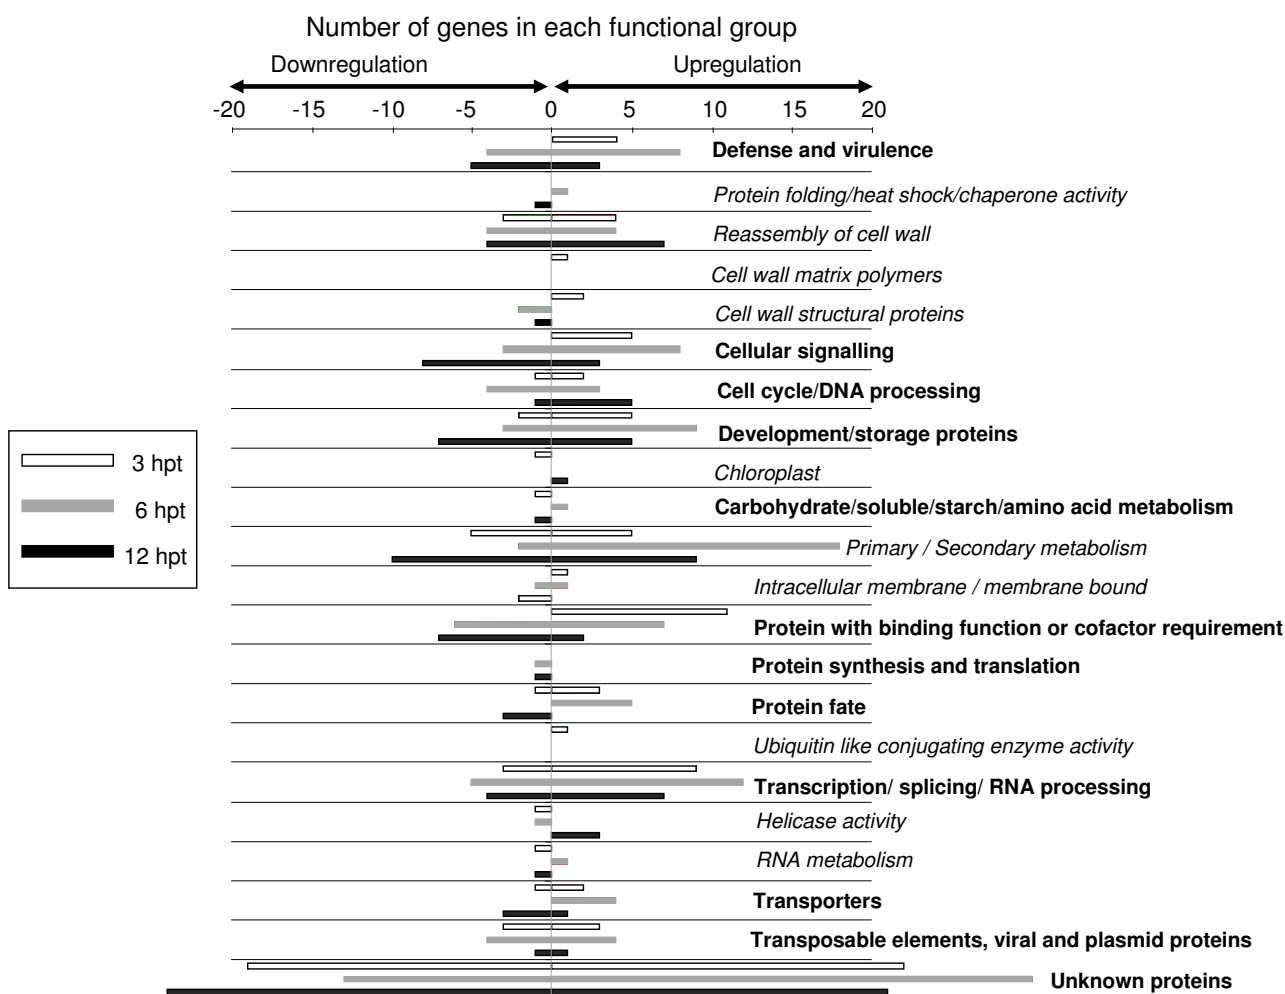 Number of genes in each functional group
Downregulation Upregulation
-20 -15 -10 -5 0 5 10 15 20
Defense and virulence
Protein folding/heat shock/chaperone activity
Reassembly of cell wall
Cell wall matrix polymers
Cell wall structural proteins
Cellular signalling
Cell cycle/DNA processing
Development/storage proteins
3 hpt
Chloroplast
6 hpt
Carbohydrate/soluble/starch/amino acid metabolism
12 hpt
Primary / Secondary metabolism
Intracellular membrane / membrane bound
Protein with binding function or cofactor requirement
Protein synthesis and translation
Protein fate
Ubiquitin like conjugating enzyme activity
Transcription/ splicing/ RNA processing
Helicase activity
RNA metabolism
Transporters
Transposable elements, viral and plasmid proteins
Unknown proteins